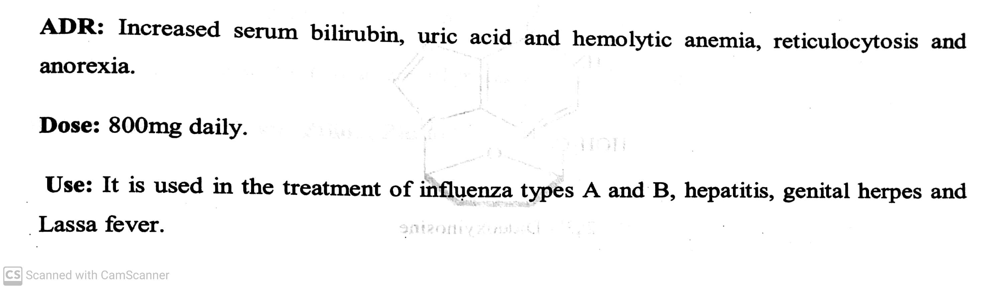 ADR: Increased serum bilirubin, uric acid and hemolytic anemia, reticulocytosis and
anorexia.
Dose: 800mg daily.
Use: It is used in the treatment of influenza types A and B, hepatitis, genital herpes and
Lassa fever.
CS Scanned with CamScanner